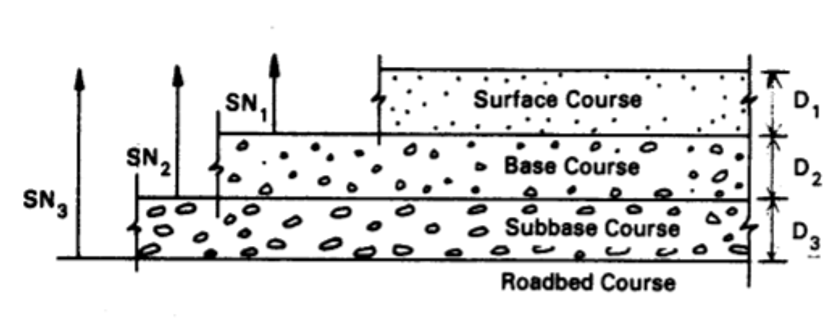 SN1
Surface Course
D1
SN2
Base Course
D2
SN3
Subbase Course
D3
Roadbed Course